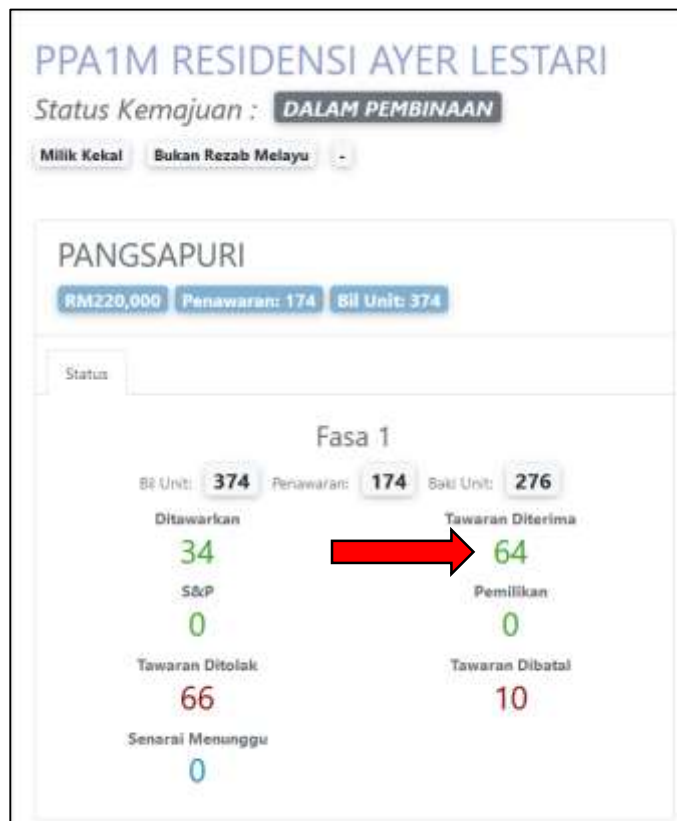 PPA1M RESIDENSI AYER LESTARI
Status Kemajuan : DALAM PEMBINAAN
Milik Kekal Bukan Rezab Melayu -
PANGSAPURI
RM220,000 Penawaran: 174 Bil Unit: 374
Status
Fasa 1
Bil Unit: 374 Penawaran: 174 Baki Unit: 276
Ditawarkan Tawaran Diterima
34 64
S&P Pemilikan
0 0
Tawaran Ditolak Tawaran Dibatal
66 10
Senarai Menunggu
0